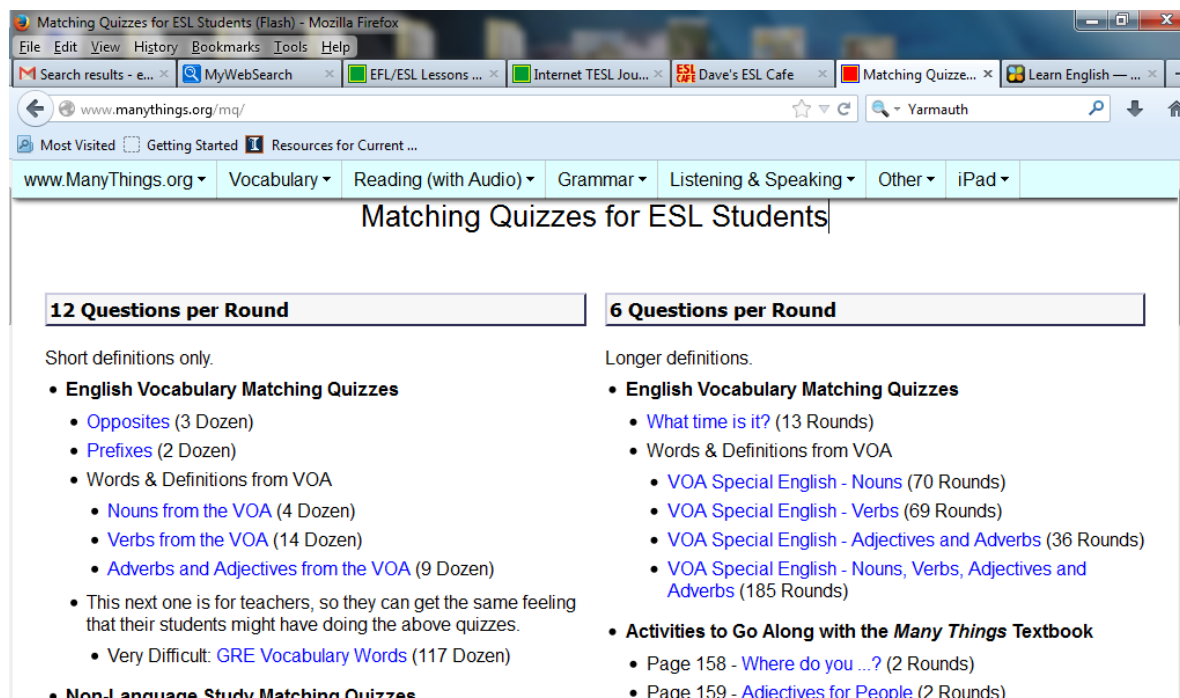 Matching Quizzes for ESL Students (Flash) - Mozilla Firefox
File Edit View History Bookmarks Tools Help
Search results - e... MyWebSearch EFL/ESL Lessons ... Internet TESL Jou... Dave's ESL Cafe Matching Quizze... Learn English — ...
www.manythings.org/mq/ Yarmouth
Most Visited Getting Started Resources for Current ...
www.ManyThings.org Vocabulary Reading (with Audio) Grammar Listening & Speaking Other iPad
Matching Quizzes for ESL Students
12 Questions per Round
Short definitions only.
• English Vocabulary Matching Quizzes
• Opposites (3 Dozen)
• Prefixes (2 Dozen)
• Words & Definitions from VOA
• Nouns from the VOA (4 Dozen)
• Verbs from the VOA (14 Dozen)
• Adverbs and Adjectives from the VOA (9 Dozen)
• This next one is for teachers, so they can get the same feeling
that their students might have doing the above quizzes.
• Very Difficult: GRE Vocabulary Words (117 Dozen)
• Non-Language Study Matching Quizzes
6 Questions per Round
Longer definitions.
• English Vocabulary Matching Quizzes
• What time is it? (13 Rounds)
• Words & Definitions from VOA
• VOA Special English - Nouns (70 Rounds)
• VOA Special English - Verbs (69 Rounds)
• VOA Special English - Adjectives and Adverbs (36 Rounds)
• VOA Special English - Nouns, Verbs, Adjectives and
Adverbs (185 Rounds)
• Activities to Go Along with the Many Things Textbook
• Page 158 - Where do you ...? (2 Rounds)
• Page 159 - Adjectives for People (2 Rounds)